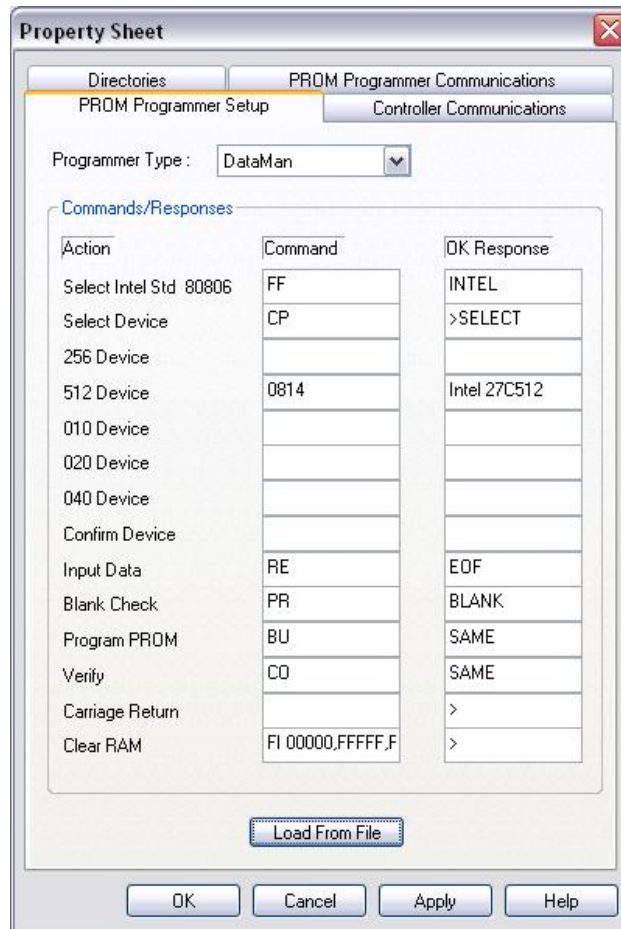 Property Sheet
Directories PROM Programmer Communications
PROM Programmer Setup Controller Communications
Programmer Type : DataMan
Commands/Responses
Action Command OK Response
Select Intel Std 80806 FF INTEL
Select Device CP >SELECT
256 Device
512 Device 0814 Intel 27C512
010 Device
020 Device
040 Device
Confirm Device
Input Data RE EOF
Blank Check PR BLANK
Program PROM BU SAME
Verify CO SAME
Carriage Return >
Clear RAM FI 00000,FFFFF,F >
Load From File
OK Cancel Apply Help